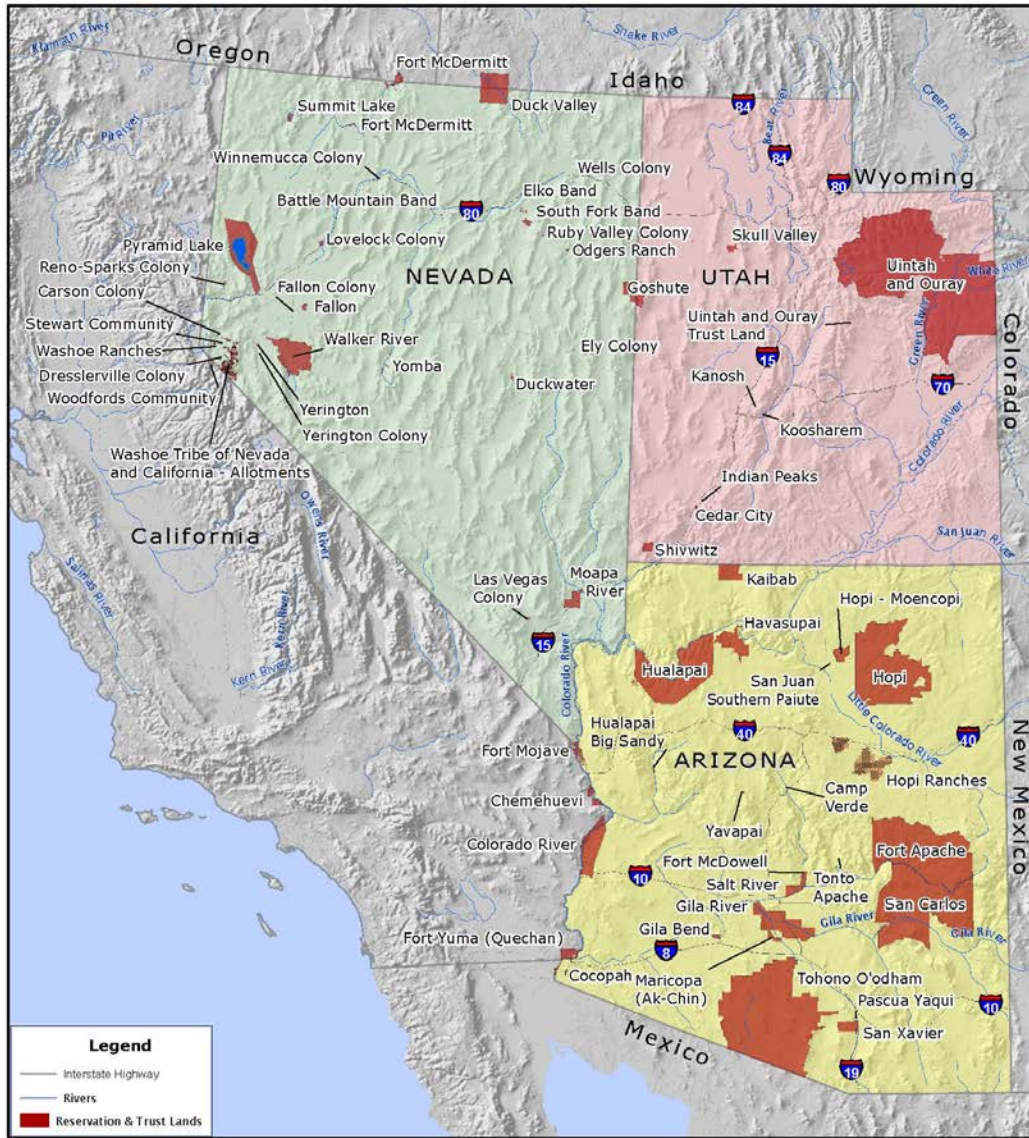 Klamath River
Oregon
Snake River
Fort McDermitt
Idaho
84
Bear River
Green River
Summit Lake
Duck Valley
Fort McDermitt
Pit River
84
Winnemucca Colony
Wells Colony
80
Wyoming
Elko Band
Battle Mountain Band
80
South Fork Band
Ruby Valley Colony
Skull Valley
Lovelock Colony
Odgers Ranch
Pyramid Lake
White River
Reno-Sparks Colony
NEVADA
UTAH
Uintah
and Ouray
Carson Colony
Fallon Colony
Goshute
Fallon
Stewart Community
Uintah and Ouray
Trust Land
Green River
Colorado
Washoe Ranches
Walker River
Ely Colony
15
Dresslerville Colony
Yomba
Kanosh
70
Woodfords Community
Duckwater
Yerington
Koosharem
Colorado River
Yerington Colony
Washoe Tribe of Nevada
and California - Allotments
Indian Peaks
Owens River
Cedar City
California
San Juan
River
Shivwitz
Salinas River
Kern River
Las Vegas
Colony
Moapa
River
Kaibab
Hopi - Moencopi
Havasupai
15
Colorado River
Kern River
Hualapai
Hopi
San Juan
Southern Paiute
Little Colorado River
Hualapai
Big Sandy
40
40
New Mexico
Fort Mojave
ARIZONA
Hopi Ranches
Camp
Verde
Chemehuevi
Yavapai
Colorado River
Fort McDowell
Fort Apache
10
Salt River
Tonto
Apache
San Carlos
Gila River
Gila River
Gila River
Gila Bend
Fort Yuma (Quechan)
8
Cocopah
Maricopa
(Ak-Chin)
Tohono O'odham
Pascua Yaqui
10
Mexico
San Xavier
19
Legend
Interstate Highway
Rivers
Reservation & Trust Lands